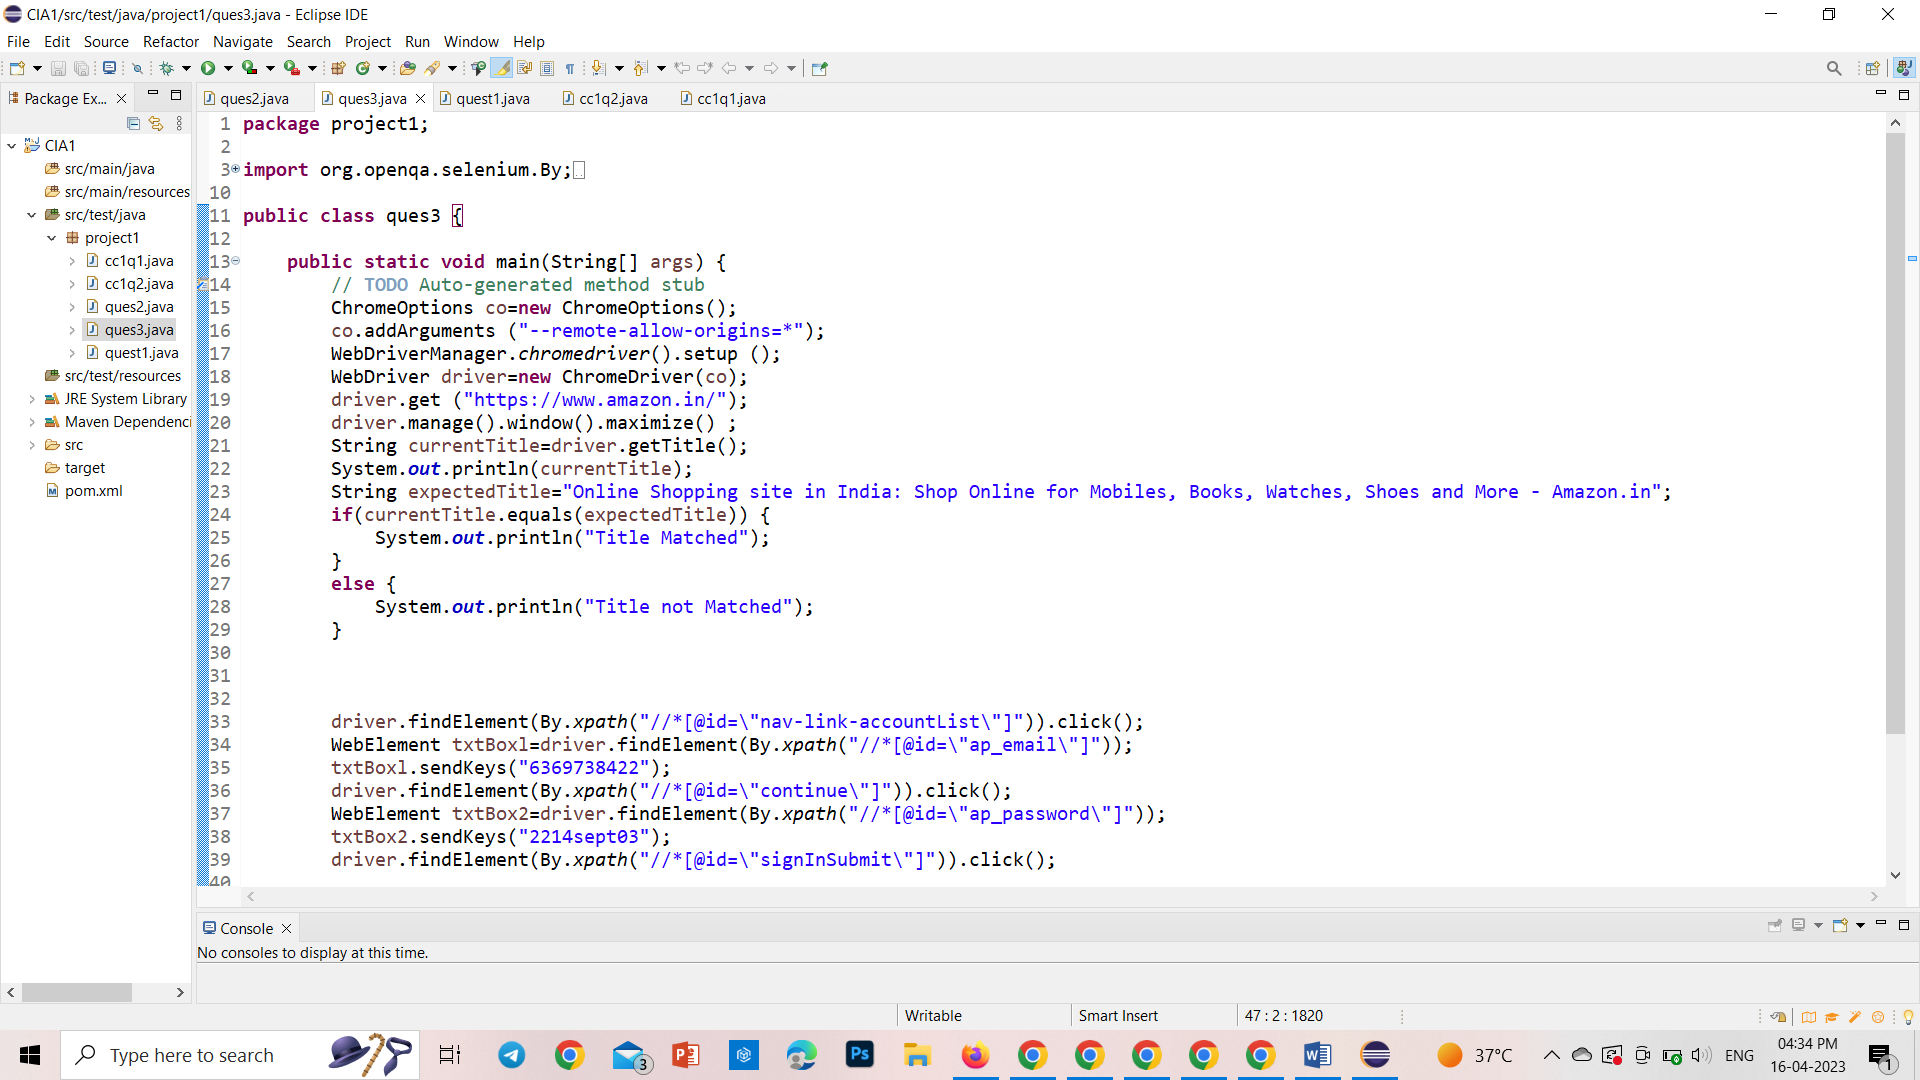 CIA1/src/test/java/project1/ques3.java - Eclipse IDE
File Edit Source Refactor Navigate Search Project Run Window Help
Package Ex...
ques2.java ques3.java quest1.java cc1q2.java cc1q1.java
CIA1
src/main/java
src/main/resources
src/test/java
project1
cc1q1.java
cc1q2.java
ques2.java
ques3.java
quest1.java
src/test/resources
JRE System Library
Maven Dependenci
src
target
pom.xml
1 package project1;
2
3 import org.openqa.selenium.By;
10
11 public class ques3 {
12
13 public static void main(String[] args) {
14 // TODO Auto-generated method stub
15 ChromeOptions co=new ChromeOptions();
16 co.addArguments ("--remote-allow-origins=*");
17 WebDriverManager.chromedriver().setup ();
18 WebDriver driver=new ChromeDriver(co);
19 driver.get ("https://www.amazon.in/");
20 driver.manage().window().maximize() ;
21 String currentTitle=driver.getTitle();
22 System.out.println(currentTitle);
23 String expectedTitle="Online Shopping site in India: Shop Online for Mobiles, Books, Watches, Shoes and More - Amazon.in";
24 if(currentTitle.equals(expectedTitle)) {
25 System.out.println("Title Matched");
26 }
27 else {
28 System.out.println("Title not Matched");
29 }
30
31
32
33 driver.findElement(By.xpath("//*[@id=\"nav-link-accountList\"]")).click();
34 WebElement txtBoxl=driver.findElement(By.xpath("//*[@id=\"ap_email\"]"));
35 txtBoxl.sendKeys("6369738422");
36 driver.findElement(By.xpath("//*[@id=\"continue\"]")).click();
37 WebElement txtBox2=driver.findElement(By.xpath("//*[@id=\"ap_password\"]"));
38 txtBox2.sendKeys("2214sept03");
39 driver.findElement(By.xpath("//*[@id=\"signInSubmit\"]")).click();
40
Console
No consoles to display at this time.
Writable Smart Insert 47 : 2 : 1820
Type here to search
3
37°C
ENG
04:34 PM
16-04-2023
1